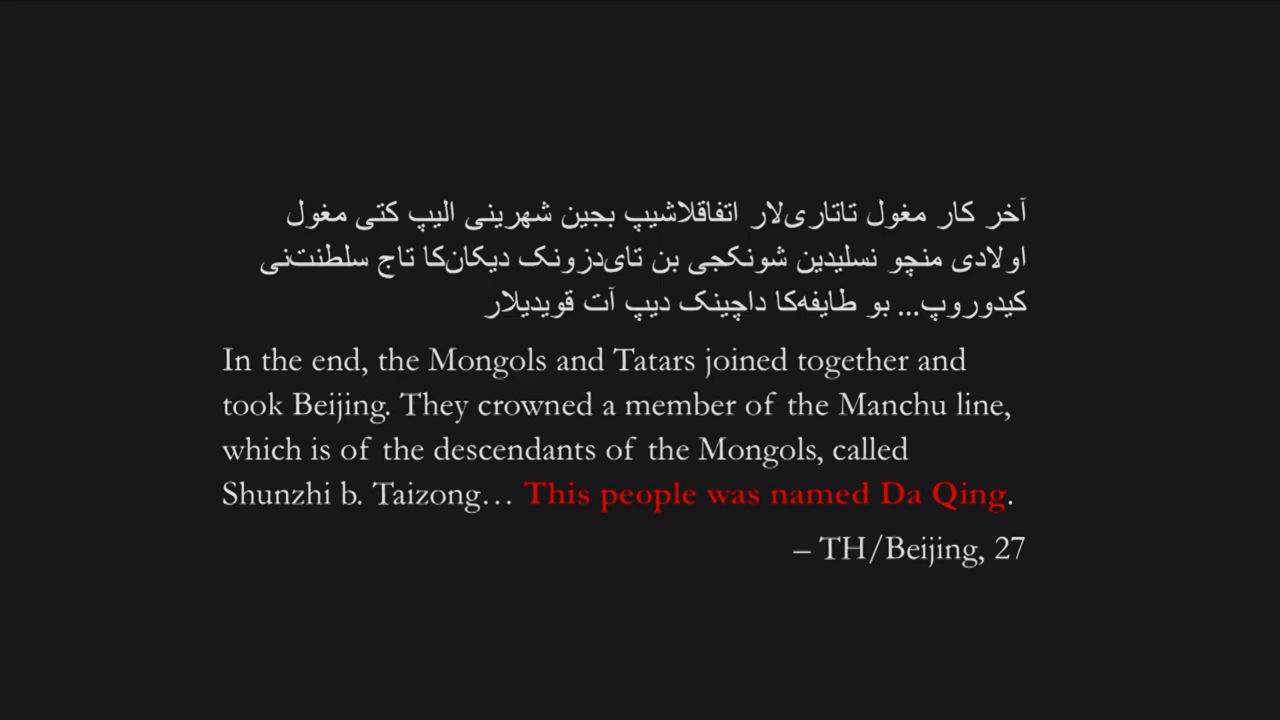 آخر کار مغول تاتاری‌لار اتفاقلاشیپ بجین شهرینی الیپ کتی مغول
اولادی منچو نسلیدین شونکجی بن تای‌دزونک دیکان‌کا تاج سلطنت‌نی
کیدوروپ... بو طایفه‌کا داچینک دیپ آت قویدیلار
In the end, the Mongols and Tatars joined together and
took Beijing. They crowned a member of the Manchu line,
which is of the descendants of the Mongols, called
Shunzhi b. Taizong… This people was named Da Qing.
– TH/Beijing, 27